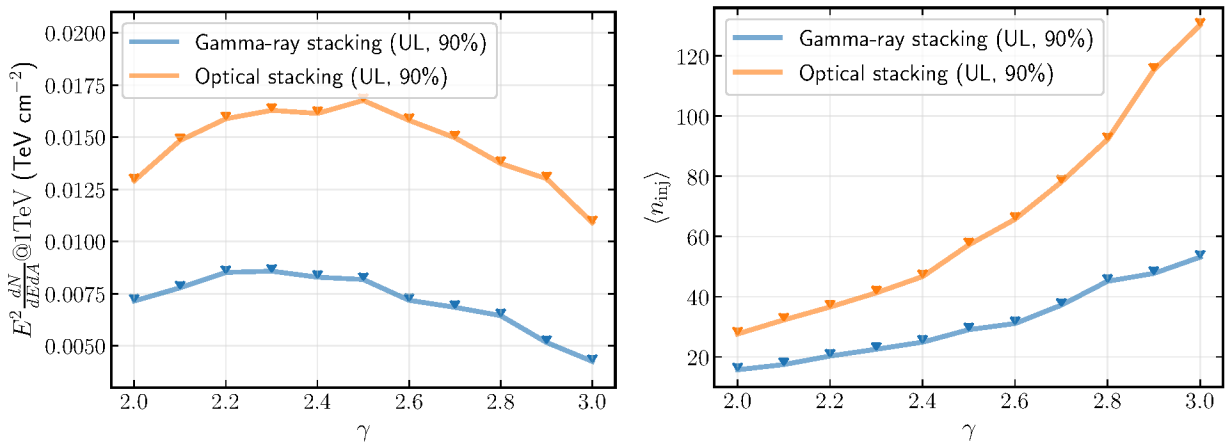 0.0200
0.0175
0.0150
0.0125
0.0100
0.0075
0.0050
E² dN/dEdA @1TeV (TeV cm⁻²)
Gamma-ray stacking (UL, 90%)
Optical stacking (UL, 90%)
2.0 2.2 2.4 2.6 2.8 3.0
γ
120
100
80
60
40
20
⟨n_inj⟩
Gamma-ray stacking (UL, 90%)
Optical stacking (UL, 90%)
2.0 2.2 2.4 2.6 2.8 3.0
γ